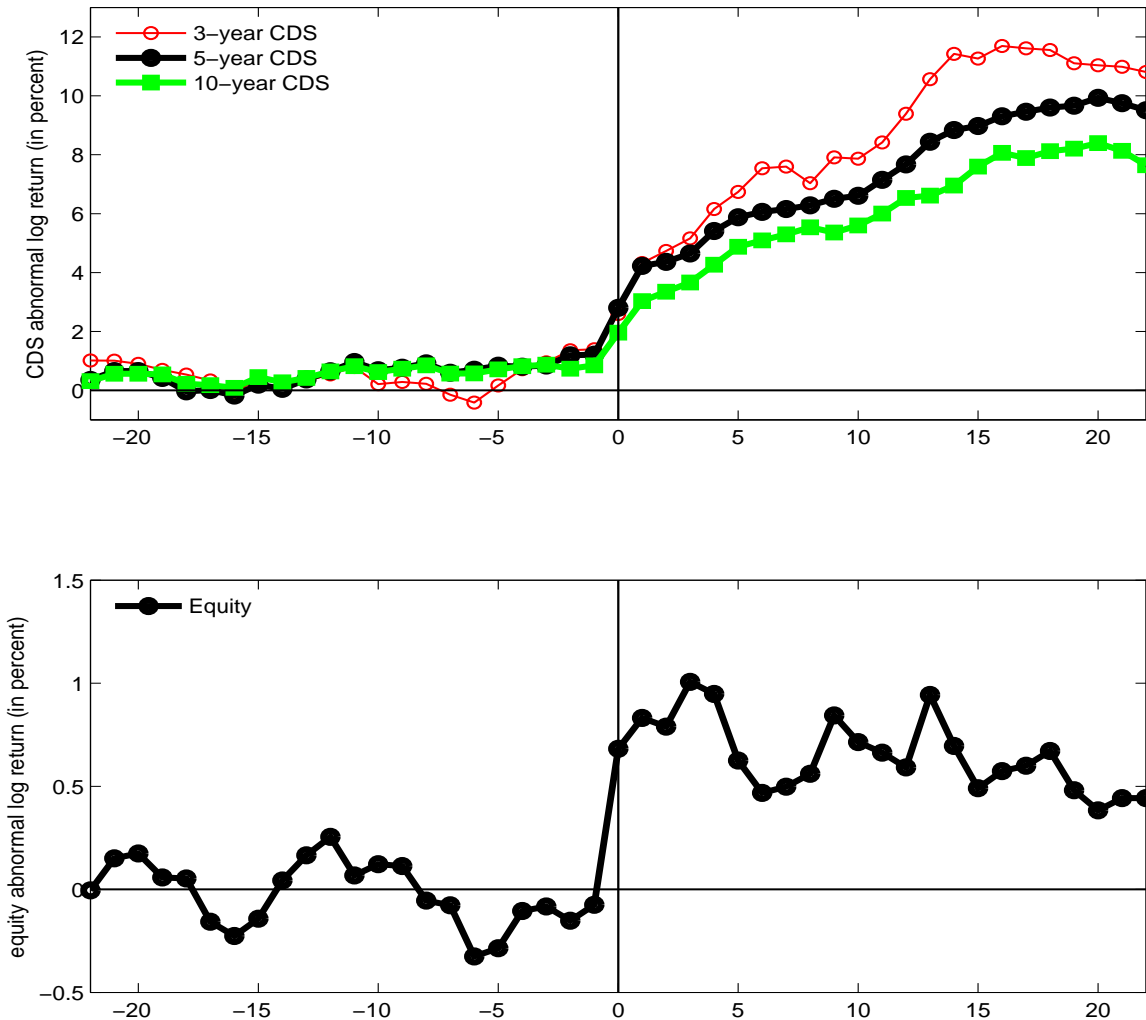 CDS abnormal log return (in percent)
12
10
8
6
4
2
0
3−year CDS
5−year CDS
10−year CDS
−20 −15 −10 −5 0 5 10 15 20
equity abnormal log return (in percent)
1.5
1
0.5
0
−0.5
Equity
−20 −15 −10 −5 0 5 10 15 20